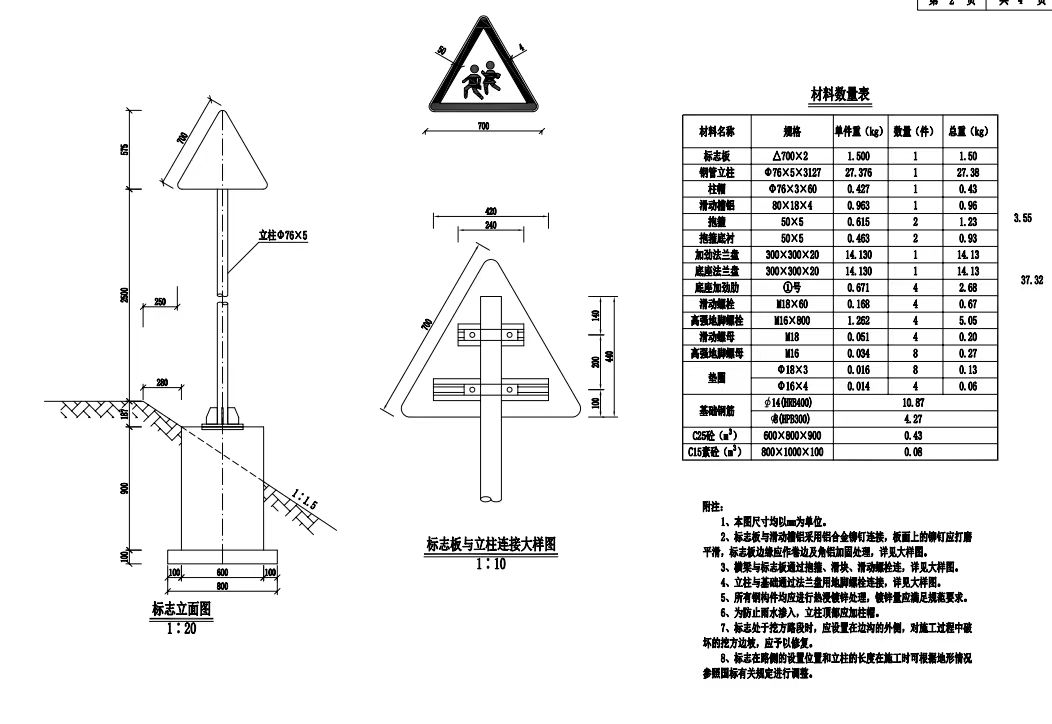 第 2 页 共 4 页
50
4
700
材料数量表
材料名称 规格 单件重（kg） 数量（件） 总重（kg）
标志板 △700×2 1.500 1 1.50
钢管立柱 Φ76×5×3127 27.376 1 27.38
柱帽 Φ76×3×60 0.427 1 0.43
滑动槽铝 80×18×4 0.963 1 0.96
抱箍 50×5 0.615 2 1.23
抱箍底衬 50×5 0.463 2 0.93
加劲法兰盘 300×300×20 14.130 1 14.13
底座法兰盘 300×300×20 14.130 1 14.13
底座加劲肋 ①号 0.671 4 2.68
滑动螺栓 M18×60 0.168 4 0.67
高强地脚螺栓 M16×800 1.262 4 5.05
滑动螺母 M18 0.051 4 0.20
高强地脚螺母 M16 0.034 8 0.27
垫圈 Φ18×3 0.016 8 0.13
Φ16×4 0.014 4 0.06
基础钢筋 ϕ14(HRB400) 10.87
ϕ8(HPB300) 4.27
C25砼（m³） 600×800×900 0.43
C15素砼（m³） 800×1000×100 0.08
3.55
37.32
700
575
立柱Φ76×5
2600
250
280
187
1:1.5
900
100
100 600 100
800
标志立面图
1:20
420
240
700
140
200
440
100
标志板与立柱连接大样图
1:10
附注：
1、本图尺寸均以mm为单位。
2、标志板与滑动槽铝采用铝合金铆钉连接，板面上的铆钉应打磨
平滑，标志板边缘应作卷边及角铝加固处理，详见大样图。
3、横梁与标志板通过抱箍、滑块、滑动螺栓连，详见大样图。
4、立柱与基础通过法兰盘用地脚螺栓连接，详见大样图。
5、所有钢构件均应进行热浸镀锌处理，镀锌量应满足规范要求。
6、为防止雨水渗入，立柱顶部应加柱帽。
7、标志处于挖方路段时，应设置在边沟的外侧，对施工过程中破
坏的挖方边坡，应予以修复。
8、标志在路侧的设置位置和立柱的长度在施工时可根据地形情况
参照国标有关规定进行调整。